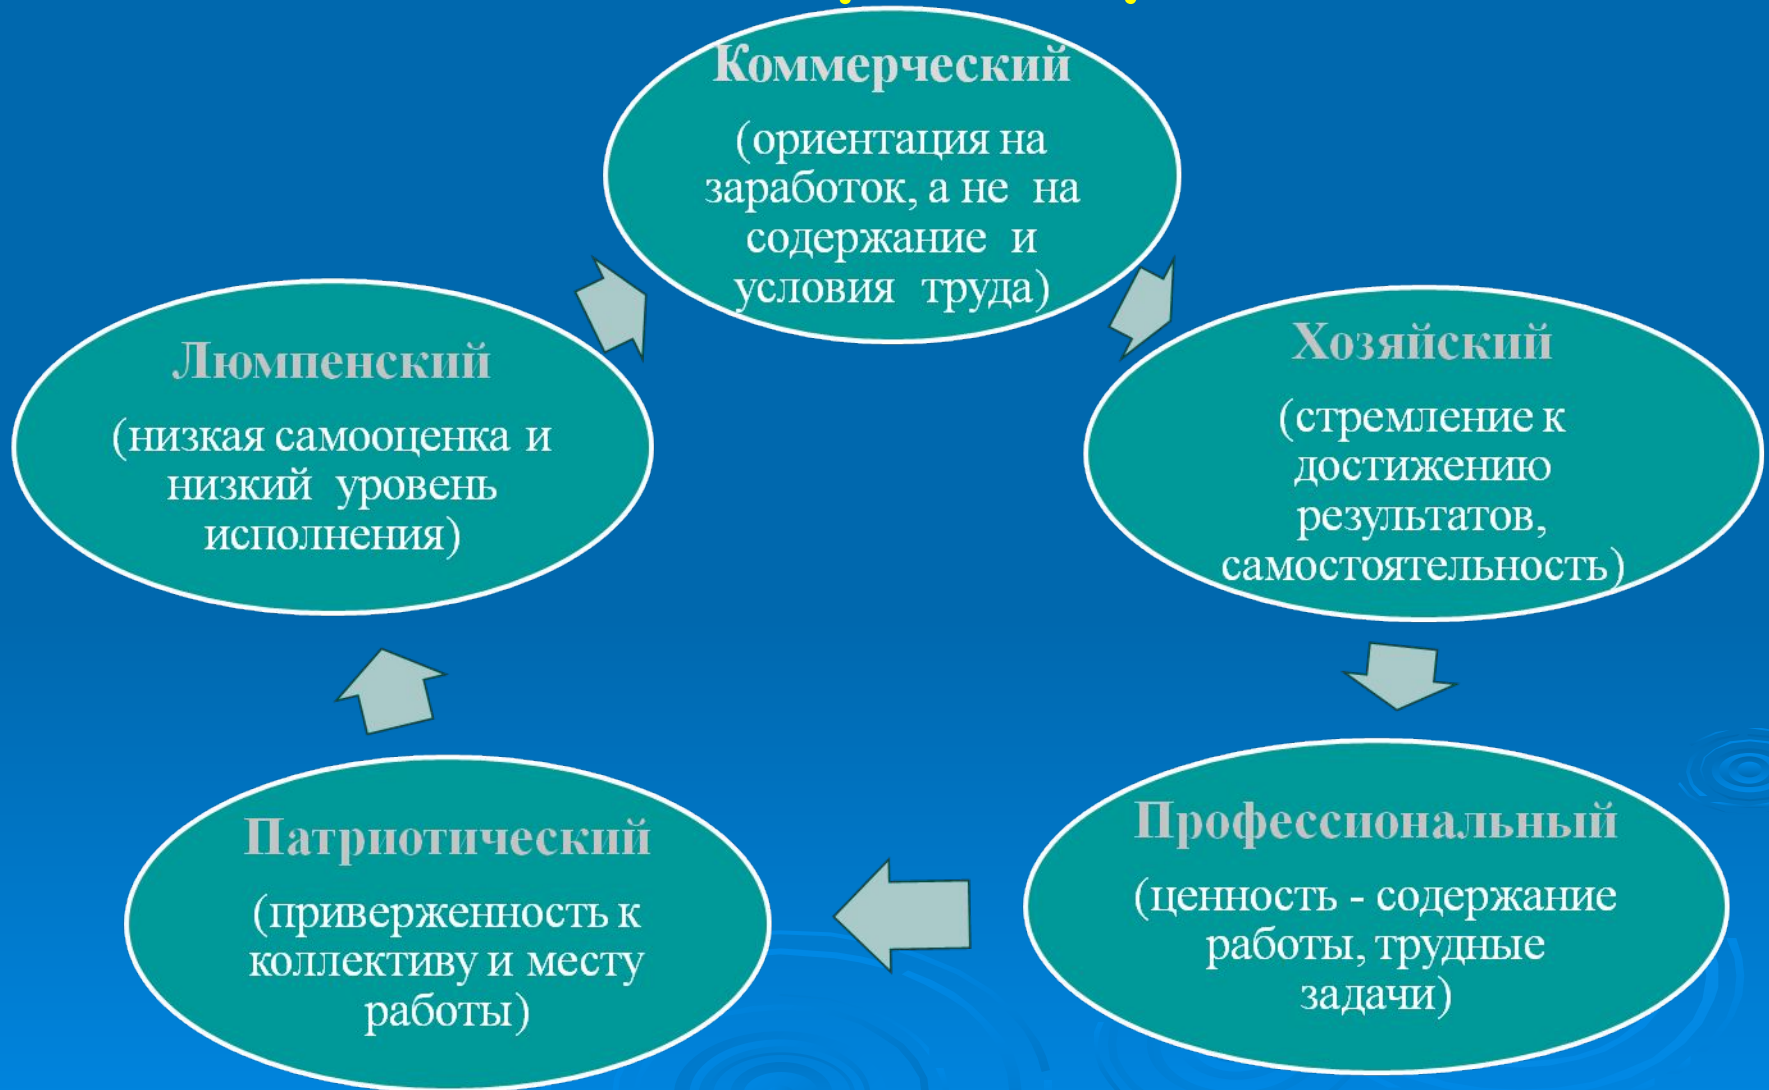 Коммерческий
(ориентация на
заработок, а не на
содержание и
условия труда)
Люмпенский
(низкая самооценка и
низкий уровень
исполнения)
Хозяйский
(стремление к
достижению
результатов,
самостоятельность)
Патриотический
(приверженность к
коллективу и месту
работы)
Профессиональный
(ценность - содержание
работы, трудные
задачи)